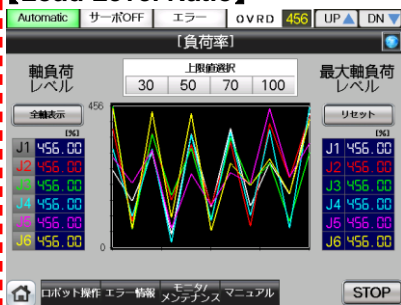 【Load Level Ratio】
Automatic サーボOFF エラー OVRD 456 UP▲ DN▼
[負荷率]
軸負荷
レベル
上限値選択
30 50 70 100
最大軸負荷
レベル
全軸表示
リセット
456
0
[%]
J1 456.00
J2 456.00
J3 456.00
J4 456.00
J5 456.00
J6 456.00
[%]
J1 456.00
J2 456.00
J3 456.00
J4 456.00
J5 456.00
J6 456.00
ロボット操作 エラー情報 モニタ/メンテナンス マニュアル STOP